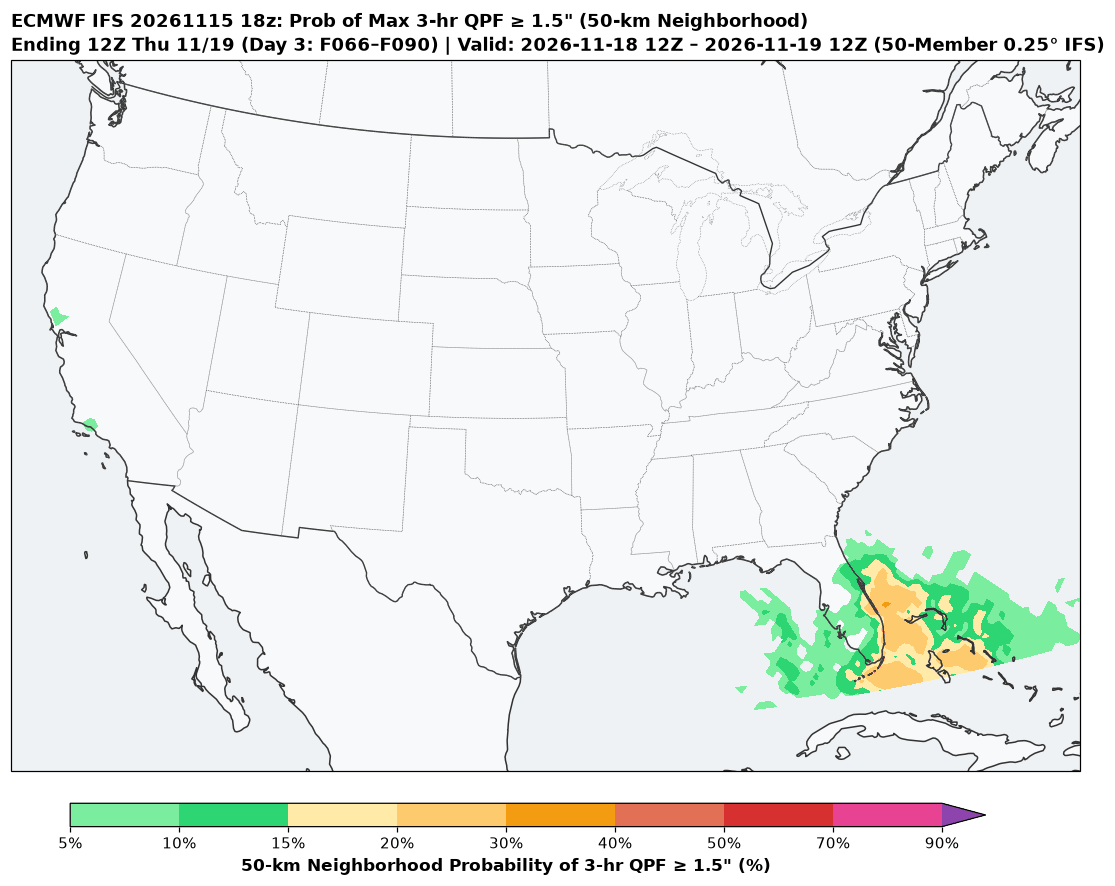 ECMWF IFS 20261115 18z: Prob of Max 3-hr QPF ≥ 1.5" (50-km Neighborhood)
Ending 12Z Thu 11/19 (Day 3: F066–F090) | Valid: 2026-11-18 12Z – 2026-11-19 12Z (50-Member 0.25° IFS)
5% 10% 15% 20% 30% 40% 50% 70% 90%
50-km Neighborhood Probability of 3-hr QPF ≥ 1.5" (%)